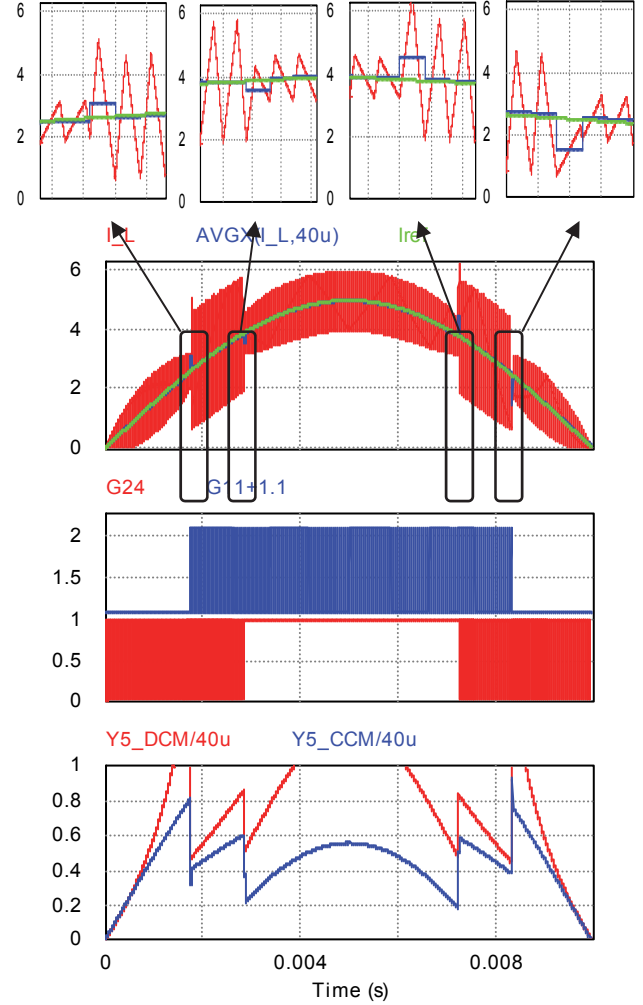 6 6 6 6
4 4 4 4
2 2 2 2
0 0 0 0
I_L AVGX(I_L,40u) Ire
6
4
2
0
G24 G11+1.1
2
1.5
1
0.5
0
Y5_DCM/40u Y5_CCM/40u
1
0.8
0.6
0.4
0.2
0
0 0.004 0.008
Time (s)